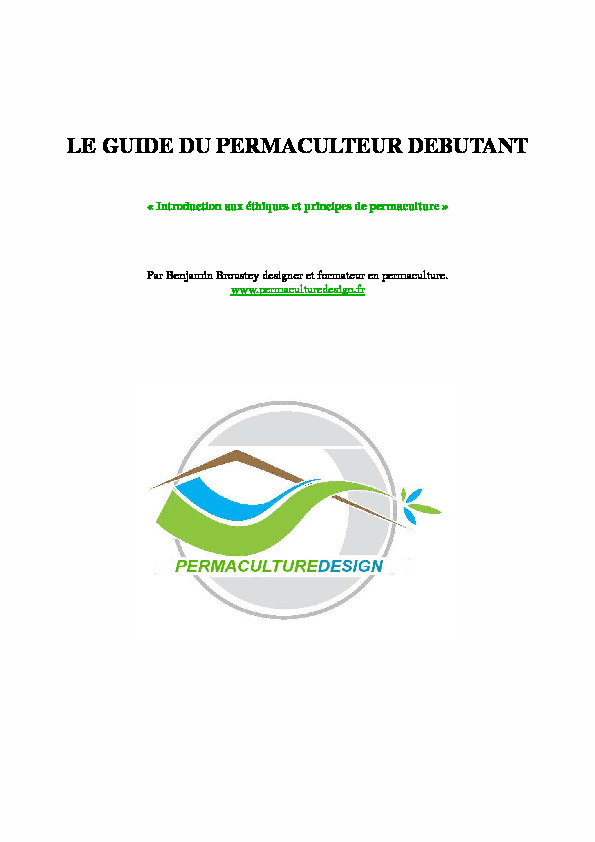 LE GUIDE DU PERMACULTEUR DEBUTANT
« Introduction aux éthiques et principes de permaculture »
Par Benjamin Broustey designer et formateur en permaculture.
www.permaculturedesign.fr
PERMACULTUREDESIGN